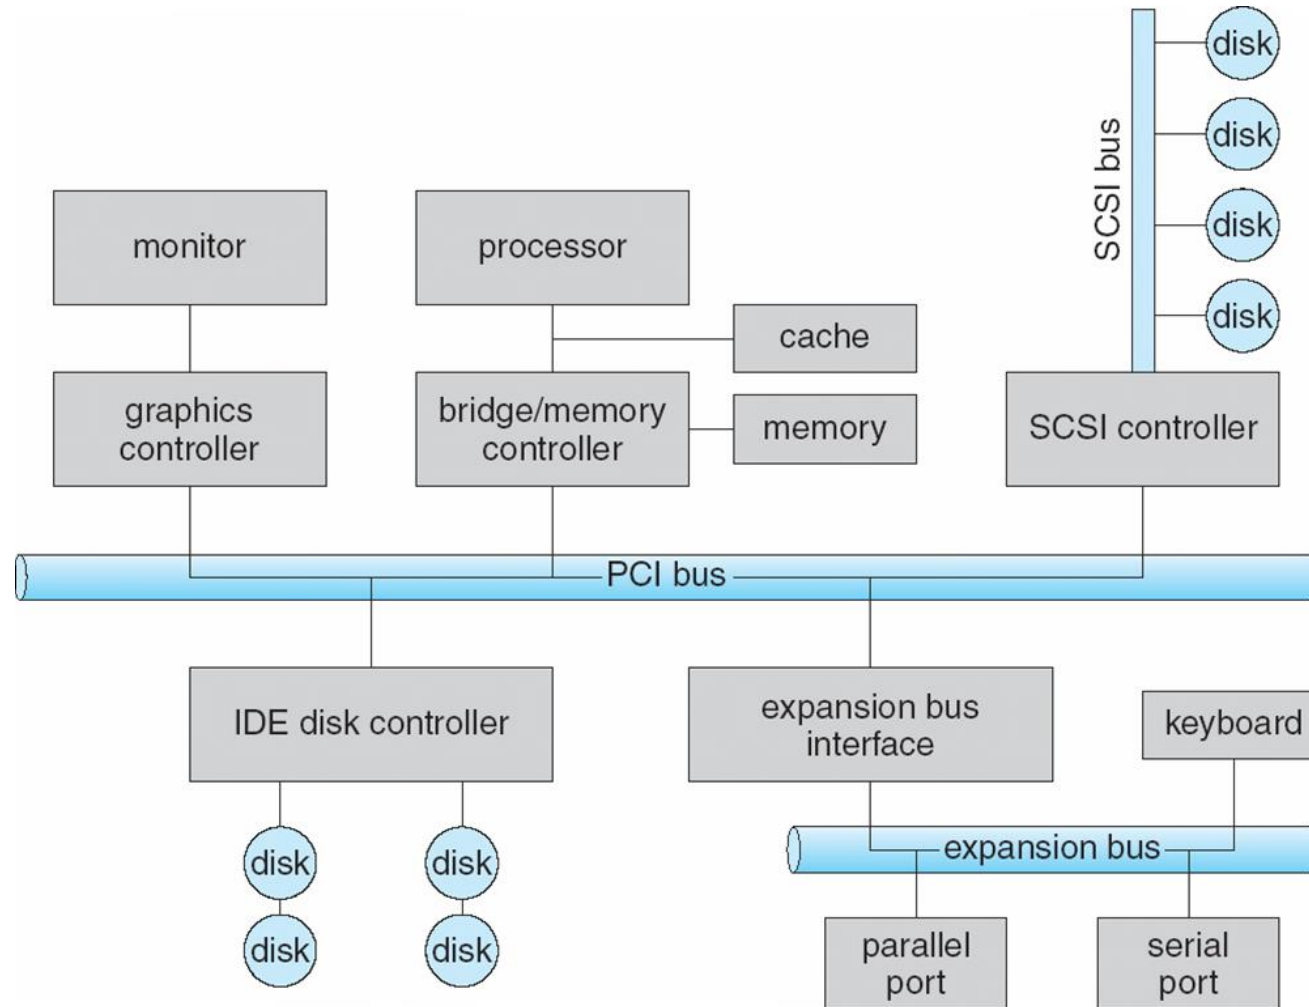 disk
disk
SCSI bus
disk
disk
monitor
processor
cache
graphics
controller
bridge/memory
controller
memory
SCSI controller
PCI bus
IDE disk controller
expansion bus
interface
keyboard
disk
disk
expansion bus
disk
disk
parallel
port
serial
port